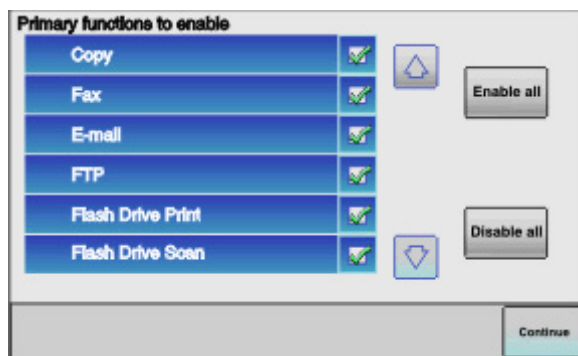 Primary functions to enable
Copy
Fax
Enable all
E-mail
FTP
Flash Drive Print
Disable all
Flash Drive Scan
Continue